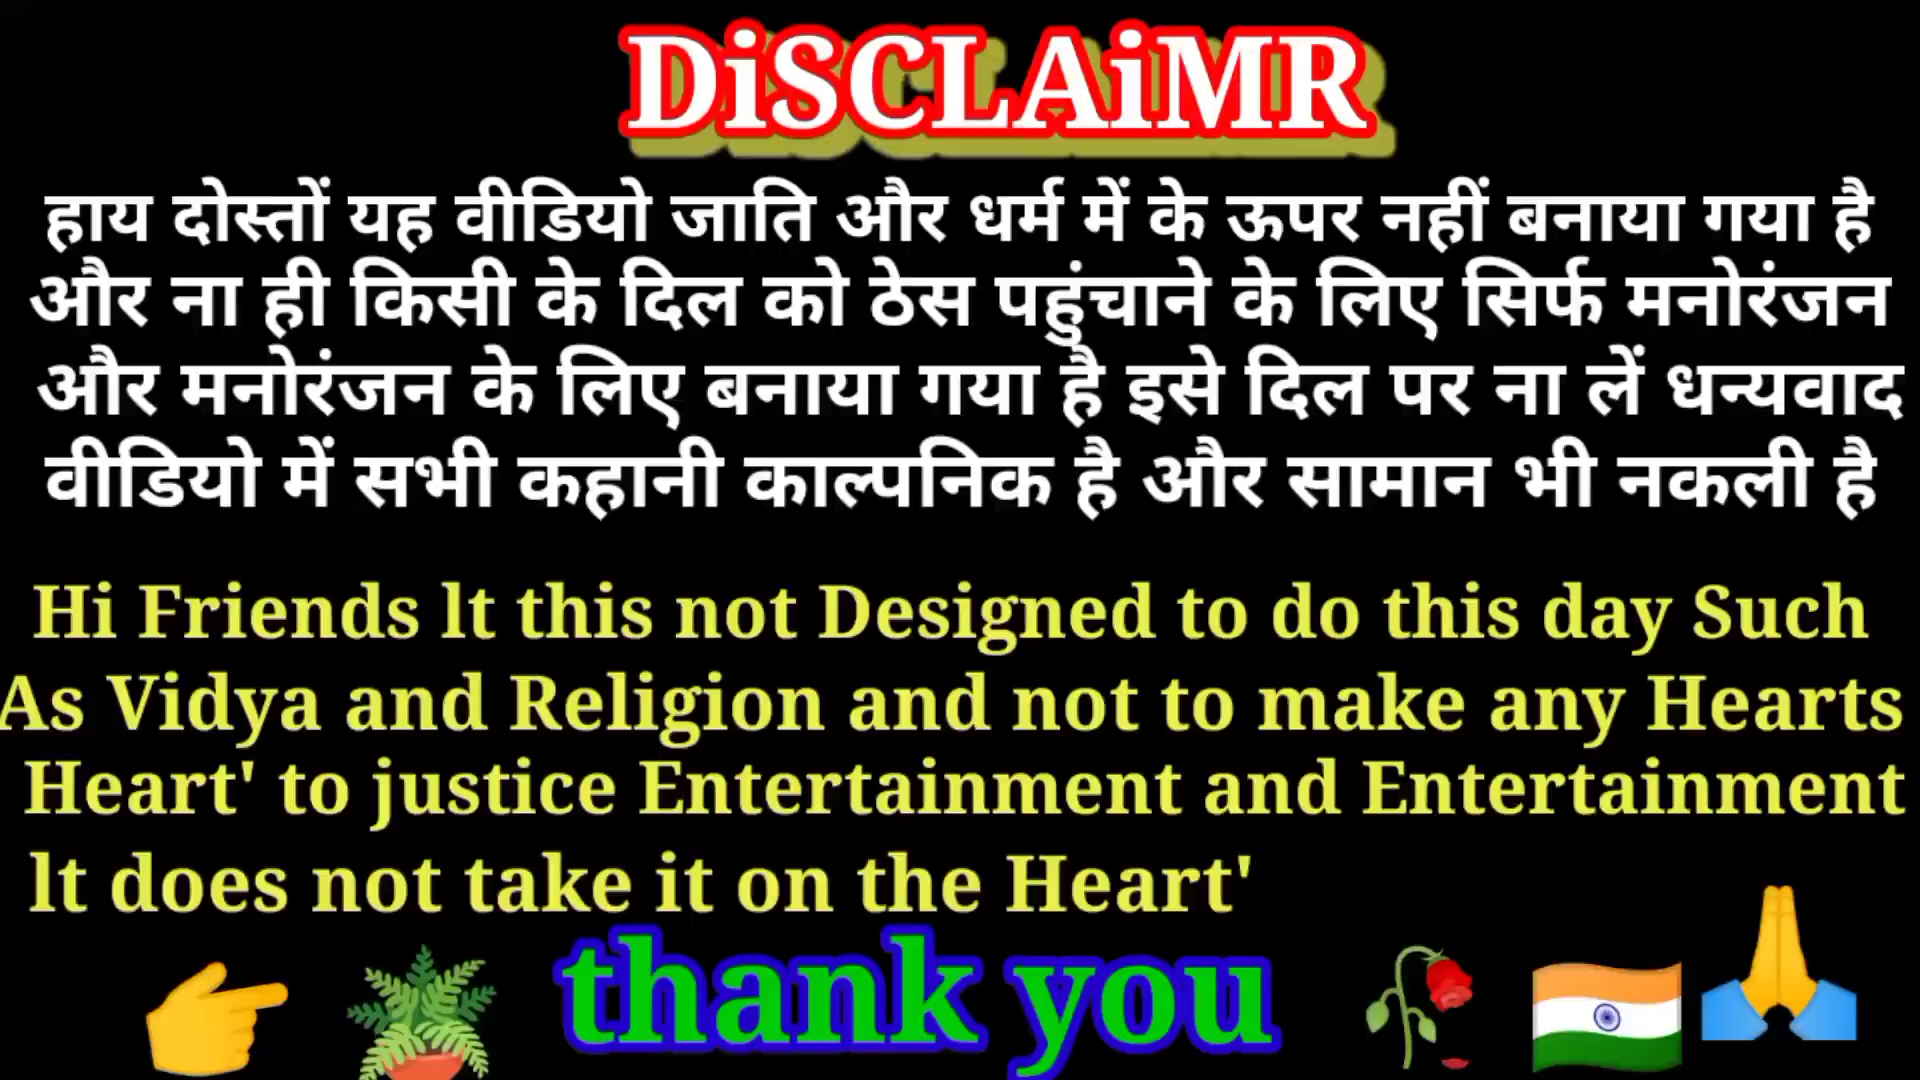 DiSCLAiMR
हाय दोस्तों यह वीडियो जाति और धर्म में के ऊपर नहीं बनाया गया है
और ना ही किसी के दिल को ठेस पहुंचाने के लिए सिर्फ मनोरंजन
और मनोरंजन के लिए बनाया गया है इसे दिल पर ना लें धन्यवाद
वीडियो में सभी कहानी काल्पनिक है और सामान भी नकली है
Hi Friends lt this not Designed to do this day Such
As Vidya and Religion and not to make any Hearts
Heart' to justice Entertainment and Entertainment
lt does not take it on the Heart'
thank you